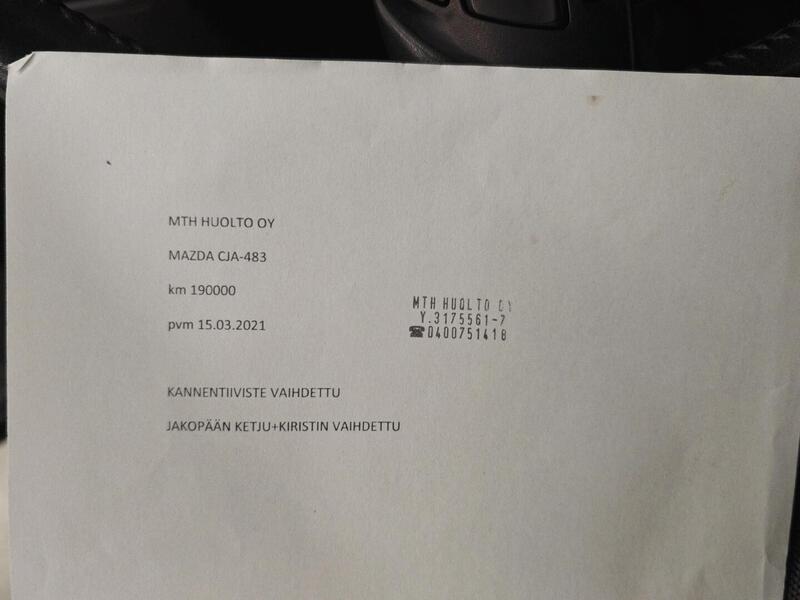 MTH HUOLTO OY
MAZDA CJA-483
km 190000
pvm 15.03.2021
MTH HUOLTO OY
Y.3175561-7
☎0400751418
KANNENTIIVISTE VAIHDETTU
JAKOPÄÄN KETJU+KIRISTIN VAIHDETTU